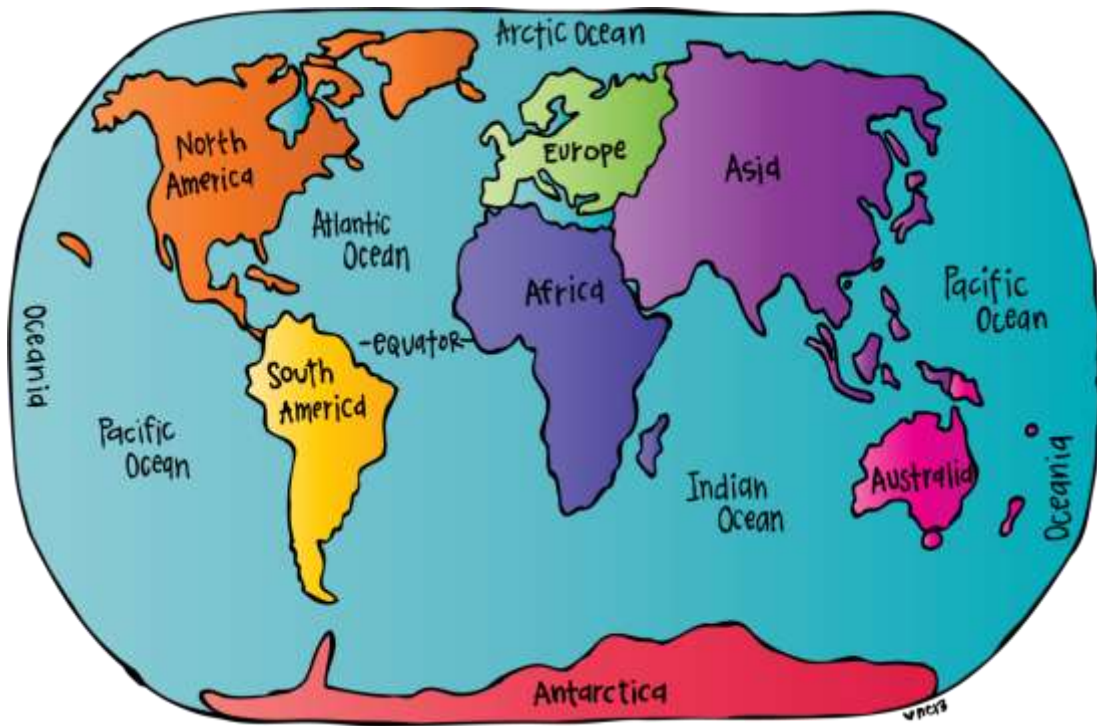 Arctic Ocean
North
America
Europe
Asia
Atlantic
Ocean
Africa
Pacific
Ocean
Oceania
-equator-
South
America
Pacific
Ocean
Indian
Ocean
Australia
Oceania
Antarctica